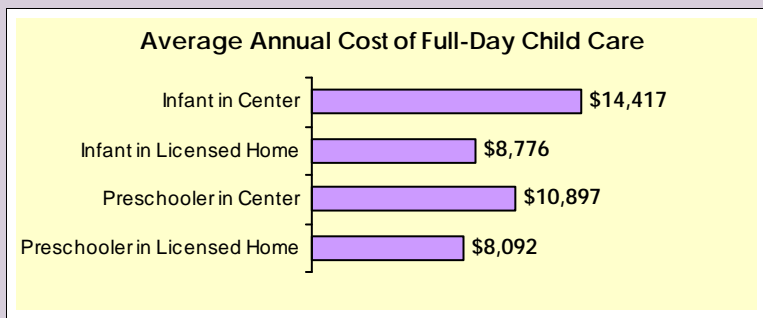 Average Annual Cost of Full-Day Child Care
Infant in Center $14,417
Infant in Licensed Home $8,776
Preschooler in Center $10,897
Preschooler in Licensed Home $8,092